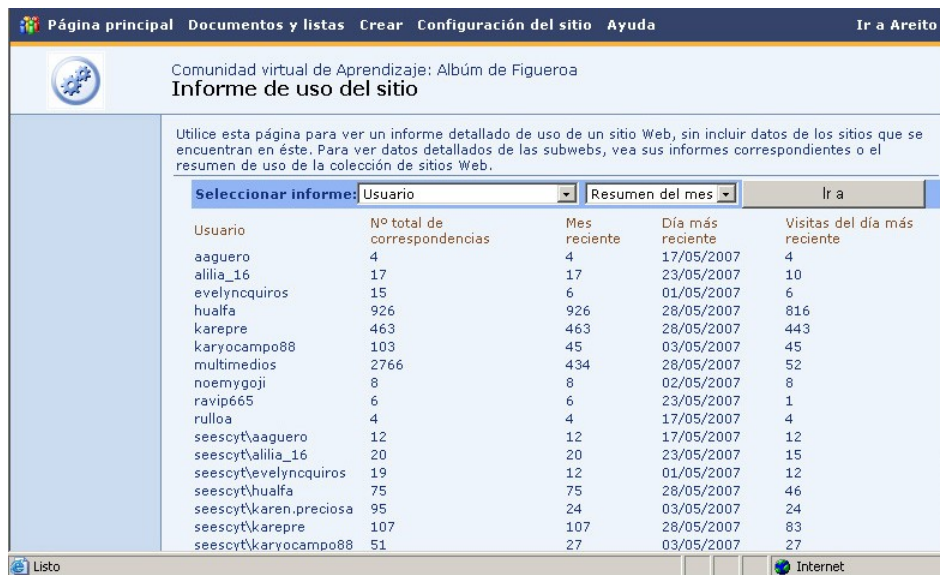 Página principal Documentos y listas Crear Configuración del sitio Ayuda Ir a Areito
Comunidad virtual de Aprendizaje: Albúm de Figueroa
Informe de uso del sitio
Utilice esta página para ver un informe detallado de uso de un sitio Web, sin incluir datos de los sitios que se
encuentran en éste. Para ver datos detallados de las subwebs, vea sus informes correspondientes o el
resumen de uso de la colección de sitios Web.
Seleccionar informe: Usuario Resumen del mes Ir a
Usuario Nº total de correspondencias Mes reciente Día más reciente Visitas del día más reciente
aaguero 4 4 17/05/2007 4
alilia_16 17 17 23/05/2007 10
evelyncquiros 15 6 01/05/2007 6
hualfa 926 926 28/05/2007 816
karepre 463 463 28/05/2007 443
karyocampo88 103 45 03/05/2007 45
multimedios 2766 434 28/05/2007 52
noemygoji 8 8 02/05/2007 8
ravip665 6 6 23/05/2007 1
rulloa 4 4 17/05/2007 4
seescyt\aaguero 12 12 17/05/2007 12
seescyt\alilia_16 20 20 23/05/2007 15
seescyt\evelyncquiros 19 12 01/05/2007 12
seescyt\hualfa 75 75 28/05/2007 46
seescyt\karen.preciosa 95 24 03/05/2007 24
seescyt\karepre 107 107 28/05/2007 83
seescyt\karyocampo88 51 27 03/05/2007 27
Listo Internet